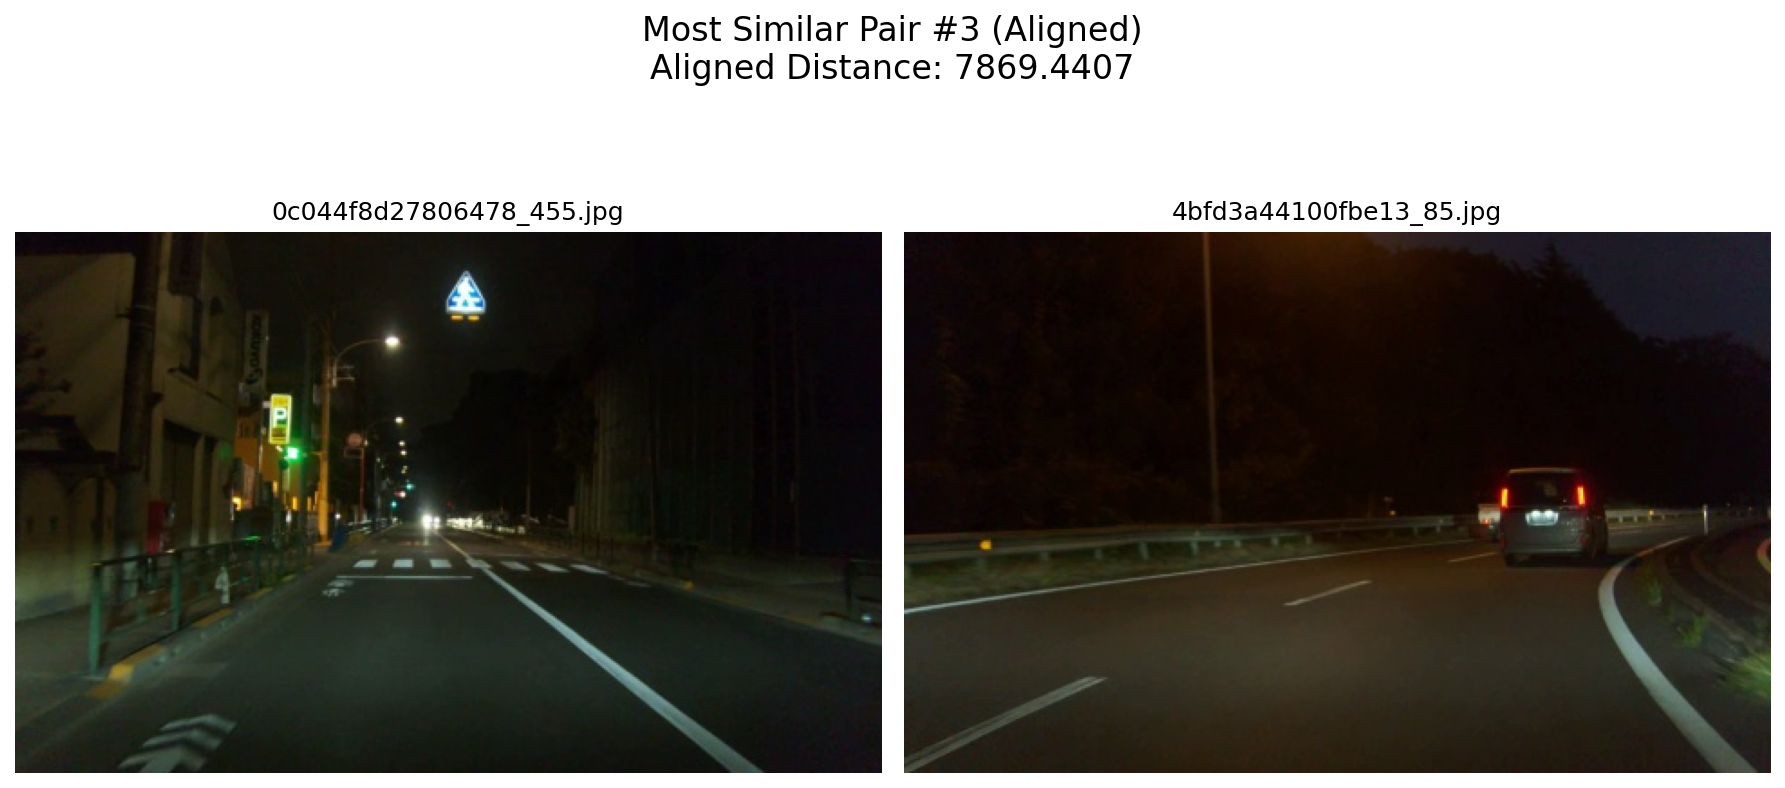 Most Similar Pair #3 (Aligned)
Aligned Distance: 7869.4407
0c044f8d27806478_455.jpg
4bfd3a44100fbe13_85.jpg
P